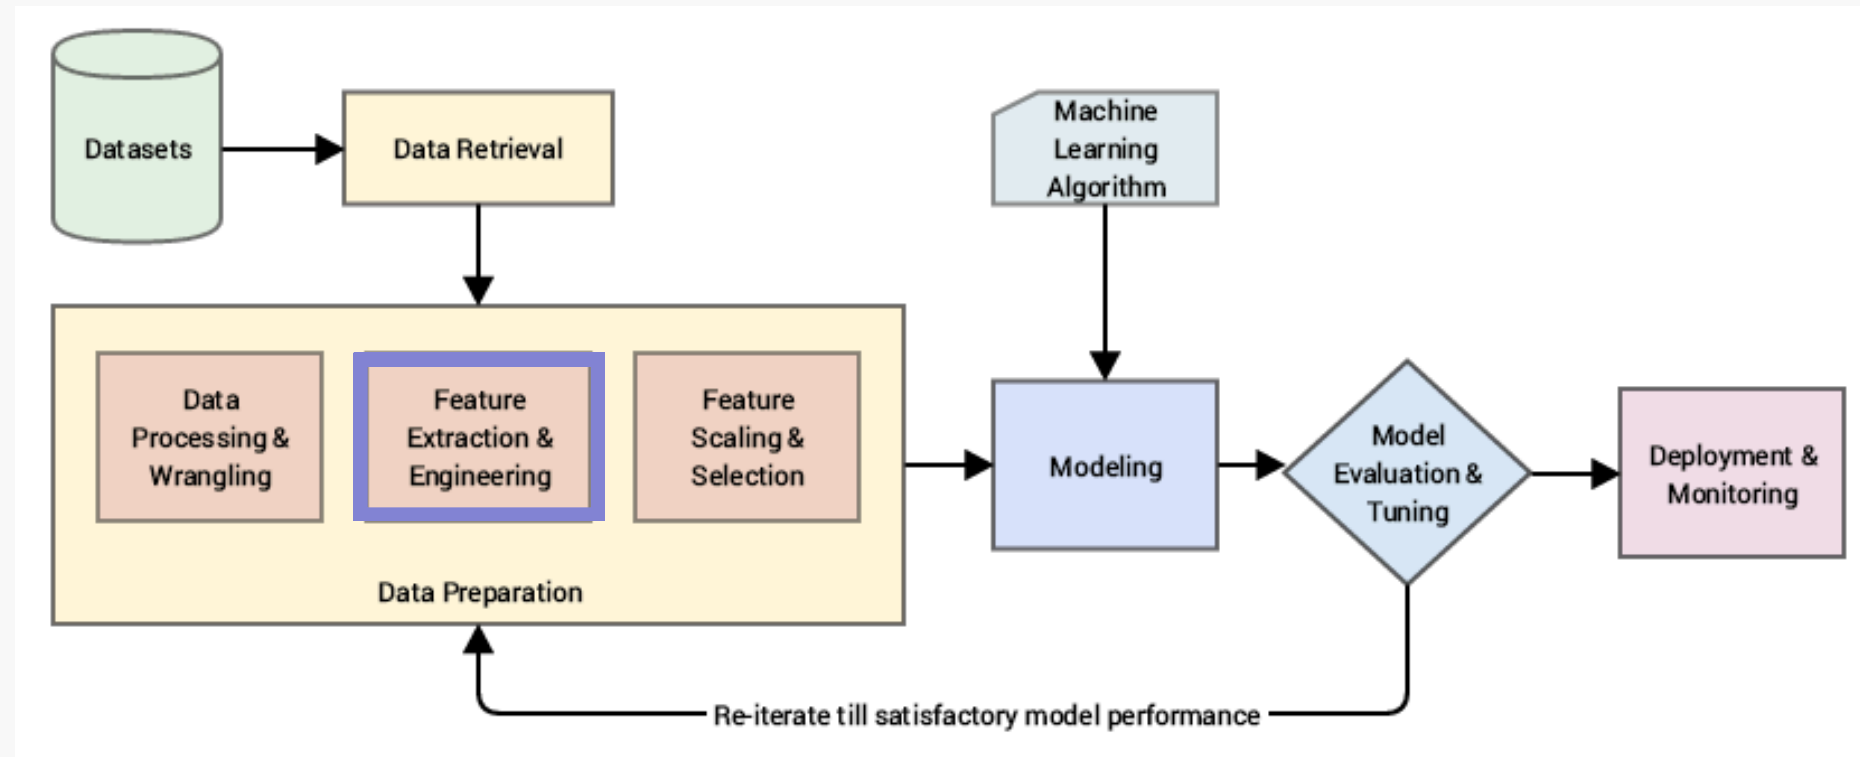 Datasets
Data Retrieval
Machine
Learning
Algorithm
Data
Processing &
Wrangling
Feature
Extraction &
Engineering
Feature
Scaling &
Selection
Data Preparation
Modeling
Model
Evaluation &
Tuning
Deployment &
Monitoring
Re-iterate till satisfactory model performance